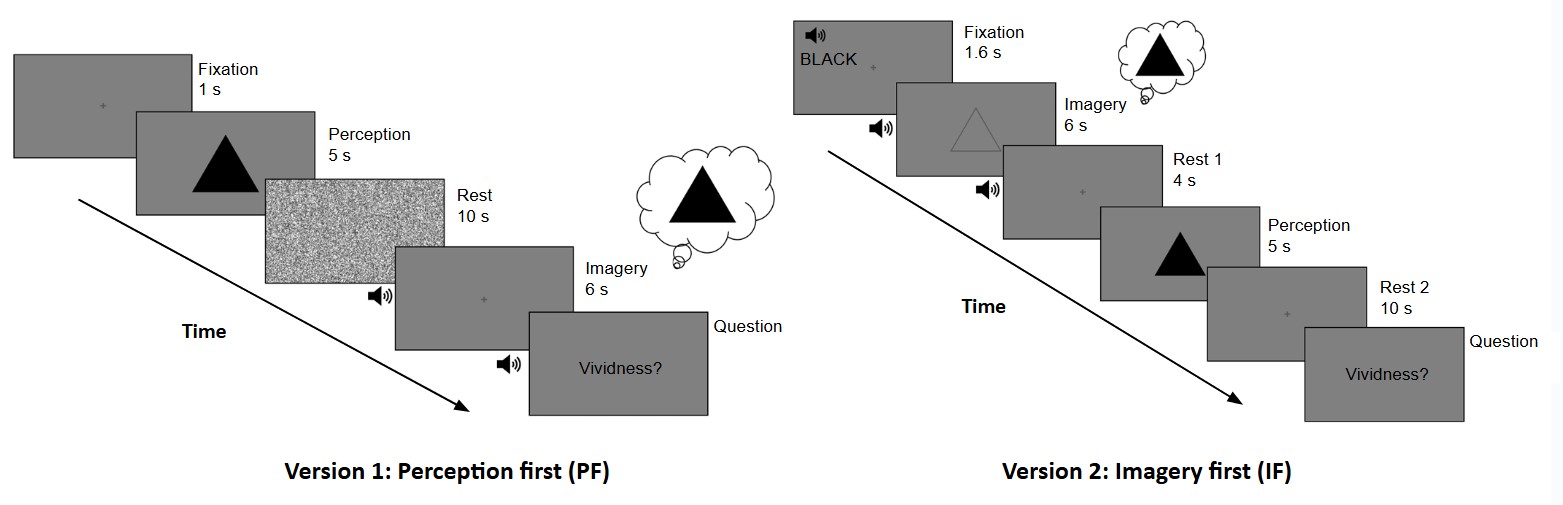 Fixation
1 s
Perception
5 s
Rest
10 s
Imagery
6 s
Question
Vividness?
Time
Version 1: Perception first (PF)
BLACK
Fixation
1.6 s
Imagery
6 s
Rest 1
4 s
Perception
5 s
Rest 2
10 s
Question
Vividness?
Time
Version 2: Imagery first (IF)